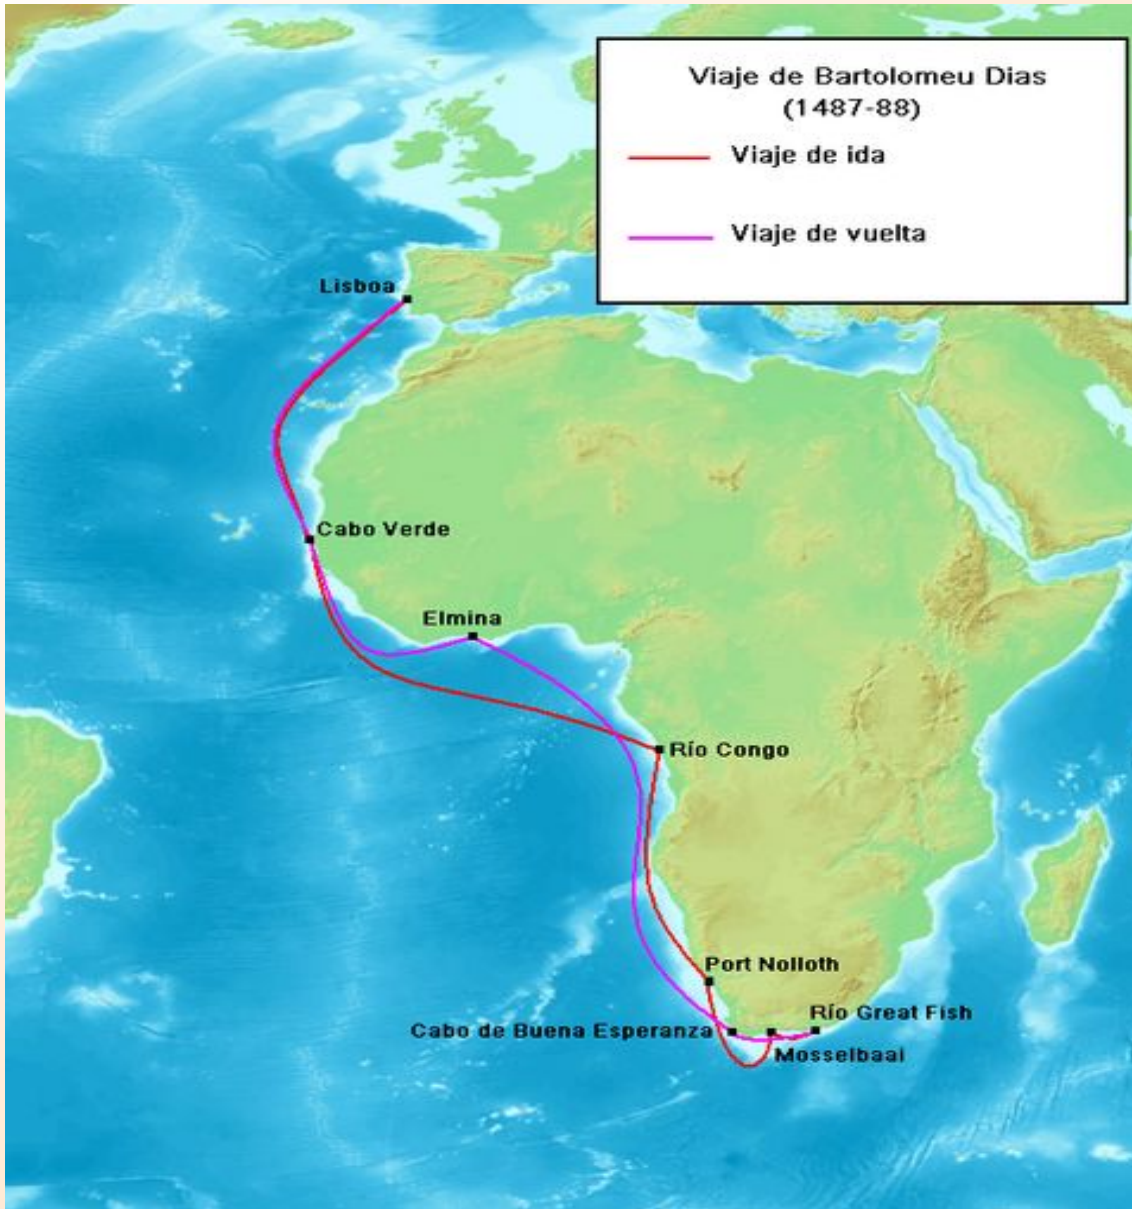 Viaje de Bartolomeu Dias
(1487-88)
Viaje de ida
Viaje de vuelta
Lisboa
Cabo Verde
Elmina
Río Congo
Port Nolloth
Río Great Fish
Cabo de Buena Esperanza
Mosselbaai